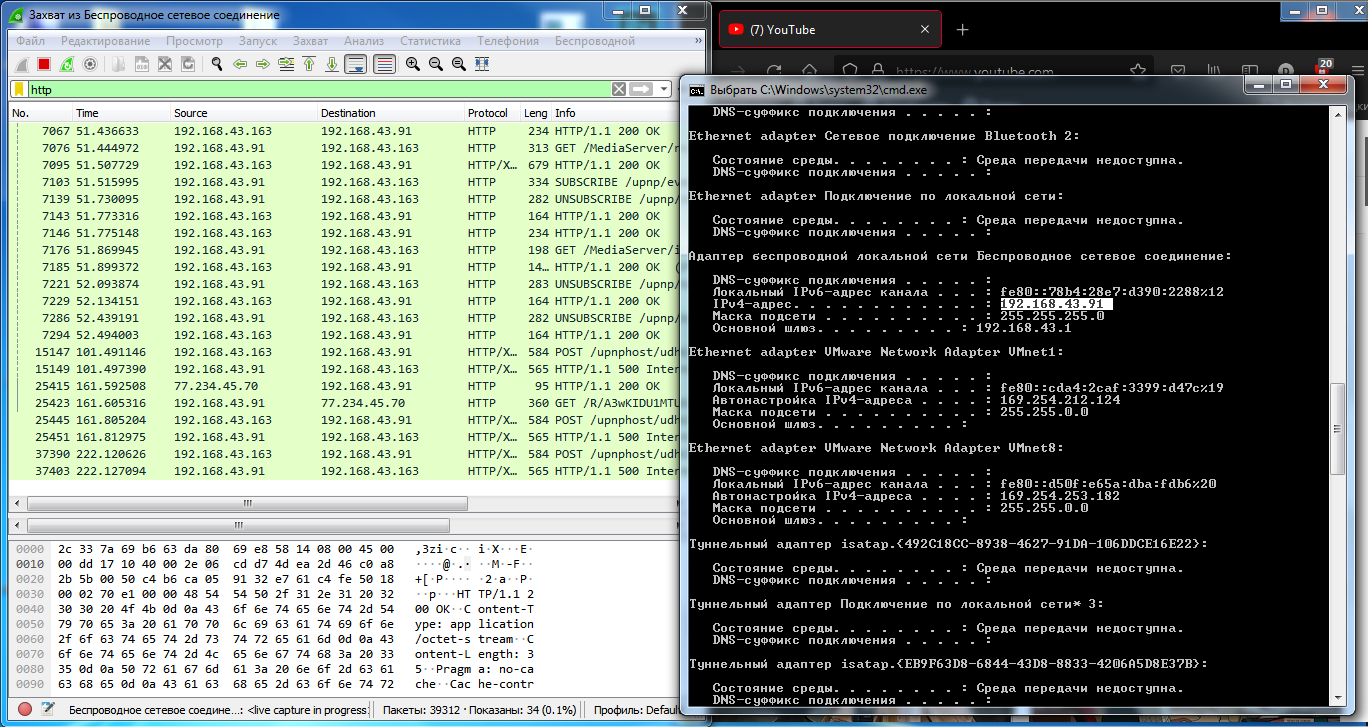 Захват из Беспроводное сетевое соединение
Файл Редактирование Просмотр Запуск Захват Анализ Статистика Телефония Беспроводной »
http
No. Time Source Destination Protocol Leng Info
7067 51.436633 192.168.43.163 192.168.43.91 HTTP 234 HTTP/1.1 200 OK
7076 51.444972 192.168.43.91 192.168.43.163 HTTP 313 GET /MediaServer/
7095 51.507729 192.168.43.163 192.168.43.91 HTTP/X… 679 HTTP/1.1 200 OK
7103 51.515995 192.168.43.91 192.168.43.163 HTTP 334 SUBSCRIBE /upnp/ev
7139 51.730095 192.168.43.91 192.168.43.163 HTTP 282 UNSUBSCRIBE /upnp/
7143 51.773316 192.168.43.163 192.168.43.91 HTTP 164 HTTP/1.1 200 OK
7146 51.775148 192.168.43.163 192.168.43.91 HTTP 234 HTTP/1.1 200 OK
7176 51.869945 192.168.43.91 192.168.43.163 HTTP 198 GET /MediaServer/i
7185 51.899372 192.168.43.163 192.168.43.91 HTTP 14… HTTP/1.1 200 OK (
7221 52.093874 192.168.43.91 192.168.43.163 HTTP 283 UNSUBSCRIBE /upnp/
7229 52.134151 192.168.43.163 192.168.43.91 HTTP 164 HTTP/1.1 200 OK
7286 52.439191 192.168.43.91 192.168.43.163 HTTP 282 UNSUBSCRIBE /upnp/
7294 52.494003 192.168.43.163 192.168.43.91 HTTP 164 HTTP/1.1 200 OK
15147 101.491146 192.168.43.163 192.168.43.91 HTTP/X… 584 POST /upnphost/udh
15149 101.497390 192.168.43.91 192.168.43.163 HTTP/X… 565 HTTP/1.1 500 Inter
25415 161.592508 77.234.45.70 192.168.43.91 HTTP 95 HTTP/1.1 200 OK
25423 161.605316 192.168.43.91 77.234.45.70 HTTP 360 GET /R/A3wKIDU1MTU
25445 161.805204 192.168.43.163 192.168.43.91 HTTP/X… 584 POST /upnphost/udh
25451 161.812975 192.168.43.91 192.168.43.163 HTTP/X… 565 HTTP/1.1 500 Inter
37390 222.120626 192.168.43.163 192.168.43.91 HTTP/X… 584 POST /upnphost/udh
37403 222.127094 192.168.43.91 192.168.43.163 HTTP/X… 565 HTTP/1.1 500 Inter
0000 2c 33 7a 69 b6 63 da 80 69 e8 58 14 08 00 45 00 ,3zi·c·· i·X···E·
0010 00 dd 17 10 40 00 2e 06 cd d7 4d ea 2d 46 c0 a8 ····@.·· ··M·-F··
0020 2b 5b 00 50 c4 b6 ca 05 91 32 e7 61 c4 fe 50 18 +[·P···· ·2·a··P·
0030 00 02 70 e1 00 00 48 54 54 50 2f 31 2e 31 20 32 ··p···HT TP/1.1 2
0040 30 30 20 4f 4b 0d 0a 43 6f 6e 74 65 6e 74 2d 54 00 OK··C ontent-T
0050 79 70 65 3a 20 61 70 70 6c 69 63 61 74 69 6f 6e ype: app lication
0060 2f 6f 63 74 65 74 2d 73 74 72 65 61 6d 0d 0a 43 /octet-s tream··C
0070 6f 6e 74 65 6e 74 2d 4c 65 6e 67 74 68 3a 20 33 ontent-L ength: 3
0080 35 0d 0a 50 72 61 67 6d 61 3a 20 6e 6f 2d 63 61 5··Pragm a: no-ca
0090 63 68 65 0d 0a 43 61 63 68 65 2d 63 6f 6e 74 72 che··Cac he-contr
Беспроводное сетевое соедине…: <live capture in progress Пакеты: 39312 · Показаны: 34 (0.1%) Профиль: Defaul
(7) YouTube
https://www.youtube.com
20
Выбрать C:\Windows\system32\cmd.exe
DNS-суффикс подключения . . . . . :
Ethernet adapter Сетевое подключение Bluetooth 2:
Состояние среды. . . . . . . . : Среда передачи недоступна.
DNS-суффикс подключения . . . . . :
Ethernet adapter Подключение по локальной сети:
Состояние среды. . . . . . . . : Среда передачи недоступна.
DNS-суффикс подключения . . . . . :
Адаптер беспроводной локальной сети Беспроводное сетевое соединение:
DNS-суффикс подключения . . . . . :
Локальный IPv6-адрес канала . . . : fe80::78b4:28e7:d390:2288%12
IPv4-адрес. . . . . . . . . . . . : 192.168.43.91
Маска подсети . . . . . . . . . . : 255.255.255.0
Основной шлюз. . . . . . . . . : 192.168.43.1
Ethernet adapter VMware Network Adapter VMnet1:
DNS-суффикс подключения . . . . . :
Локальный IPv6-адрес канала . . . : fe80::cda4:2caf:3399:d47c%19
Автонастройка IPv4-адреса . . . . : 169.254.212.124
Маска подсети . . . . . . . . . . : 255.255.0.0
Основной шлюз. . . . . . . . . :
Ethernet adapter VMware Network Adapter VMnet8:
DNS-суффикс подключения . . . . . :
Локальный IPv6-адрес канала . . . : fe80::d50f:e65a:dba:fdb6%20
Автонастройка IPv4-адреса . . . . : 169.254.253.182
Маска подсети . . . . . . . . . . : 255.255.0.0
Основной шлюз. . . . . . . . . :
Туннельный адаптер isatap.{492C18CC-8938-4627-91DA-106DDCE16E22}:
Состояние среды. . . . . . . . : Среда передачи недоступна.
DNS-суффикс подключения . . . . . :
Туннельный адаптер Подключение по локальной сети* 3:
Состояние среды. . . . . . . . : Среда передачи недоступна.
DNS-суффикс подключения . . . . . :
Туннельный адаптер isatap.{EB9F63D8-6844-43D8-8833-4206A5D8E37B}:
Состояние среды. . . . . . . . : Среда передачи недоступна.
DNS-суффикс подключения . . . . . :